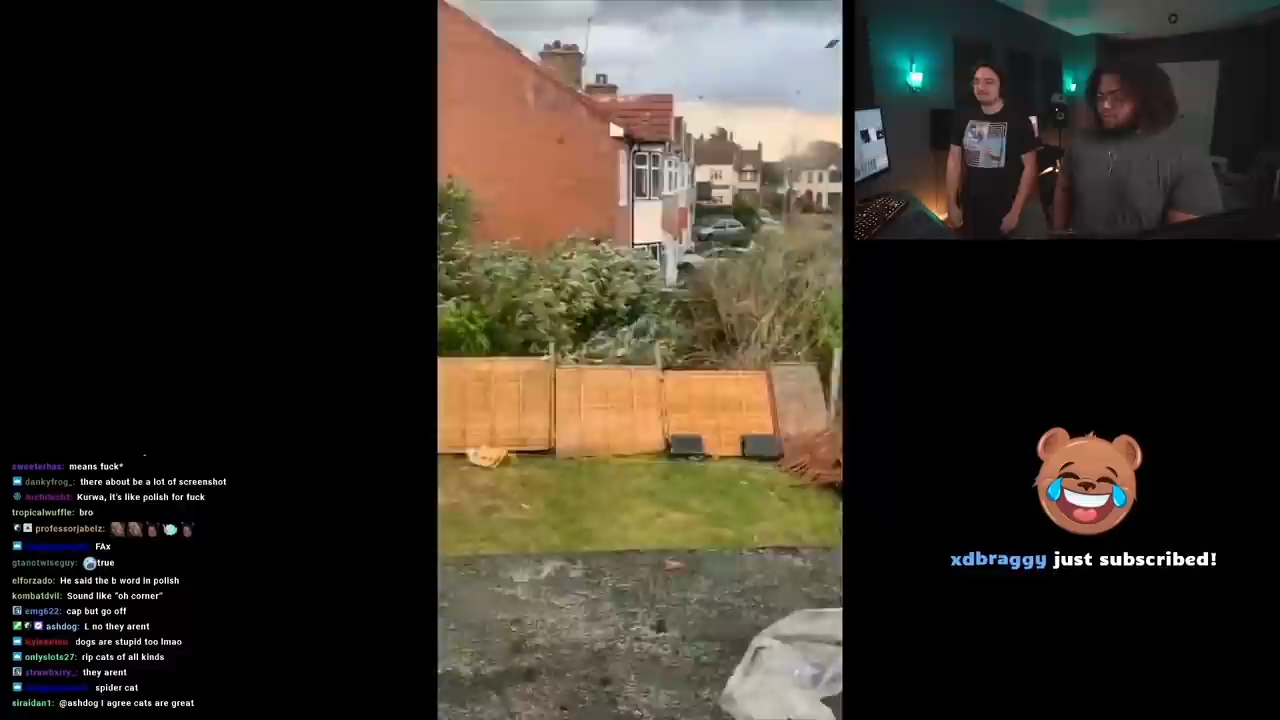 sweeterhas: means fuck*
dankyfrog_: there about be a lot of screenshot
Kurwa, it's like polish for fuck
tropicalwuffle: bro
professorjabelz:
FAx
gtanotwiseguy: true
elforzado: He said the b word in polish
kombatdvil: Sound like "oh corner"
emg622: cap but go off
ashdog: L no they arent
dogs are stupid too lmao
onlyslots27: rip cats of all kinds
strawbxrry_: they arent
spider cat
siraidan1: @ashdog I agree cats are great
xdbraggy just subscribed!